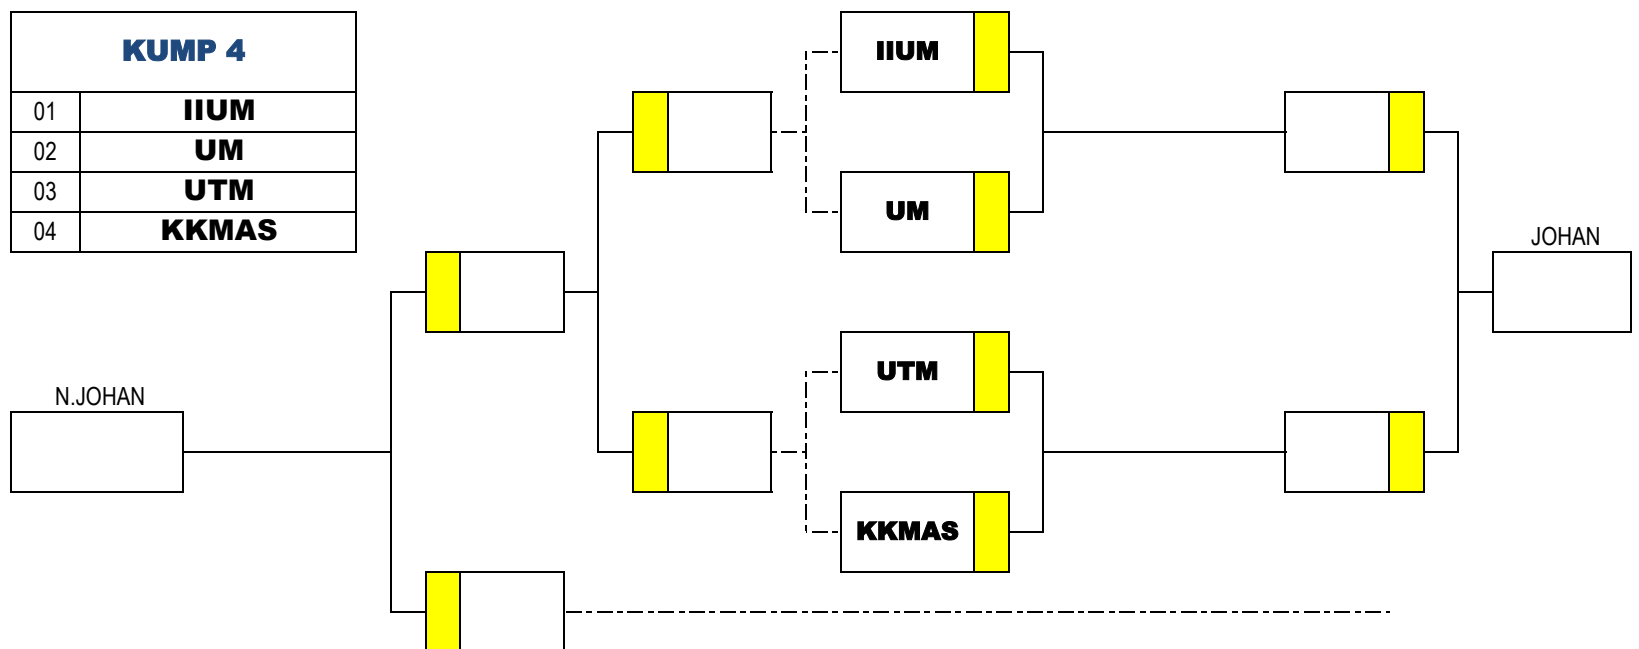 KUMP 4
01 IIUM
02 UM
03 UTM
04 KKMAS
IIUM
UM
JOHAN
UTM
N.JOHAN
KKMAS